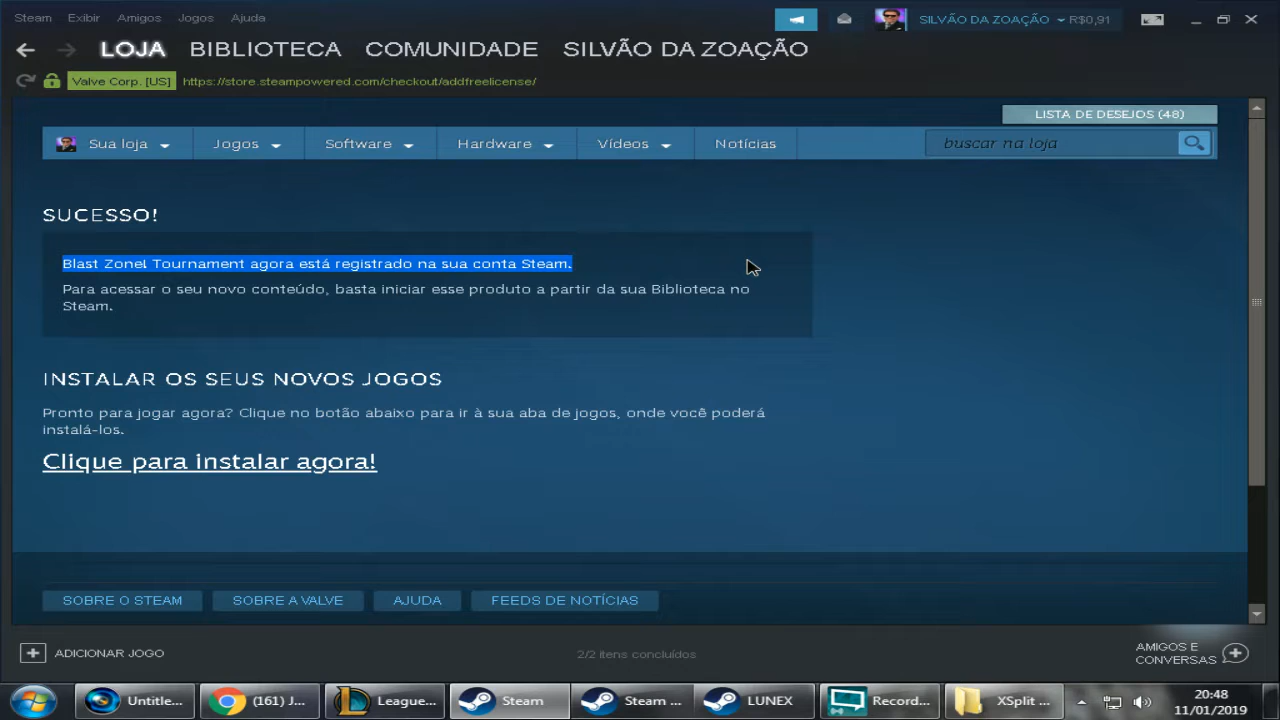 Steam Exibir Amigos Jogos Ajuda
SILVÃO DA ZOAÇÃO R$0,91
LOJA BIBLIOTECA COMUNIDADE SILVÃO DA ZOAÇÃO
Valve Corp. [US] https://store.steampowered.com/checkout/addfreelicense/
LISTA DE DESEJOS (48)
Sua loja Jogos Software Hardware Vídeos Notícias buscar na loja
SUCESSO!
Blast Zone! Tournament agora está registrado na sua conta Steam.
Para acessar o seu novo conteúdo, basta iniciar esse produto a partir da sua Biblioteca no
Steam.
INSTALAR OS SEUS NOVOS JOGOS
Pronto para jogar agora? Clique no botão abaixo para ir à sua aba de jogos, onde você poderá
instalá-los.
Clique para instalar agora!
SOBRE O STEAM SOBRE A VALVE AJUDA FEEDS DE NOTÍCIAS
ADICIONAR JOGO
2/2 itens concluídos
AMIGOS E
CONVERSAS
Untitle... (161) J... League... Steam Steam ... LUNEX Record... XSplit ...
20:48
11/01/2019